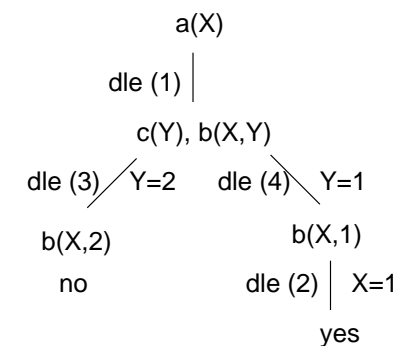 a(X)
dle (1)
c(Y), b(X,Y)
dle (3) Y=2 dle (4) Y=1
b(X,2) b(X,1)
no dle (2) X=1
yes